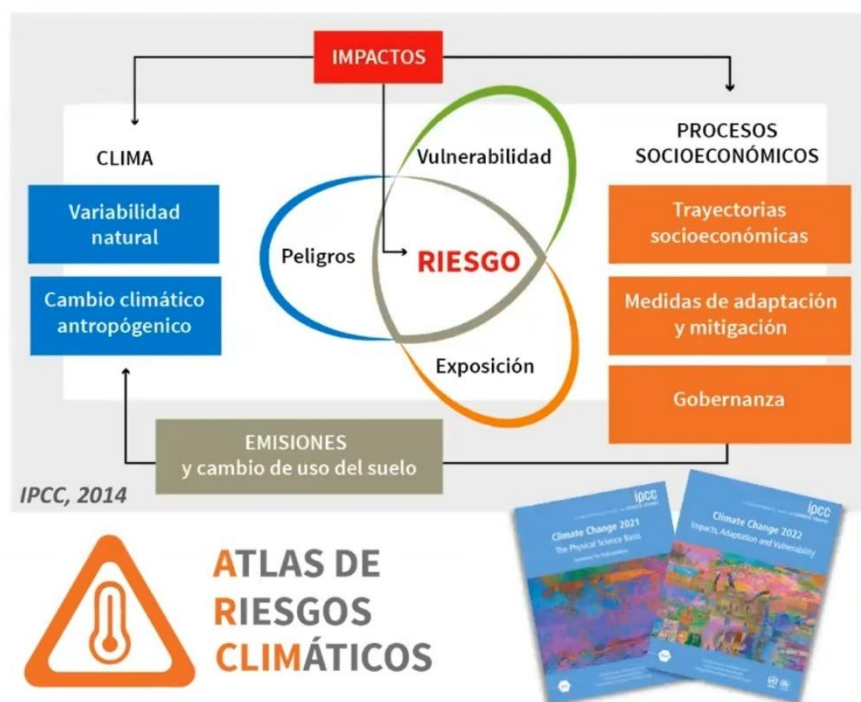 IMPACTOS
CLIMA
Variabilidad
natural
Cambio climático
antropógenico
Peligros
Vulnerabilidad
RIESGO
Exposición
PROCESOS
SOCIOECONÓMICOS
Trayectorias
socioeconómicas
Medidas de adaptación
y mitigación
Gobernanza
EMISIONES
y cambio de uso del suelo
IPCC, 2014
ATLAS DE
RIESGOS
CLIMÁTICOS
ipcc
Climate Change 2021
The Physical Science Basis
ipcc
Climate Change 2022
Impacts, Adaptation and Vulnerability